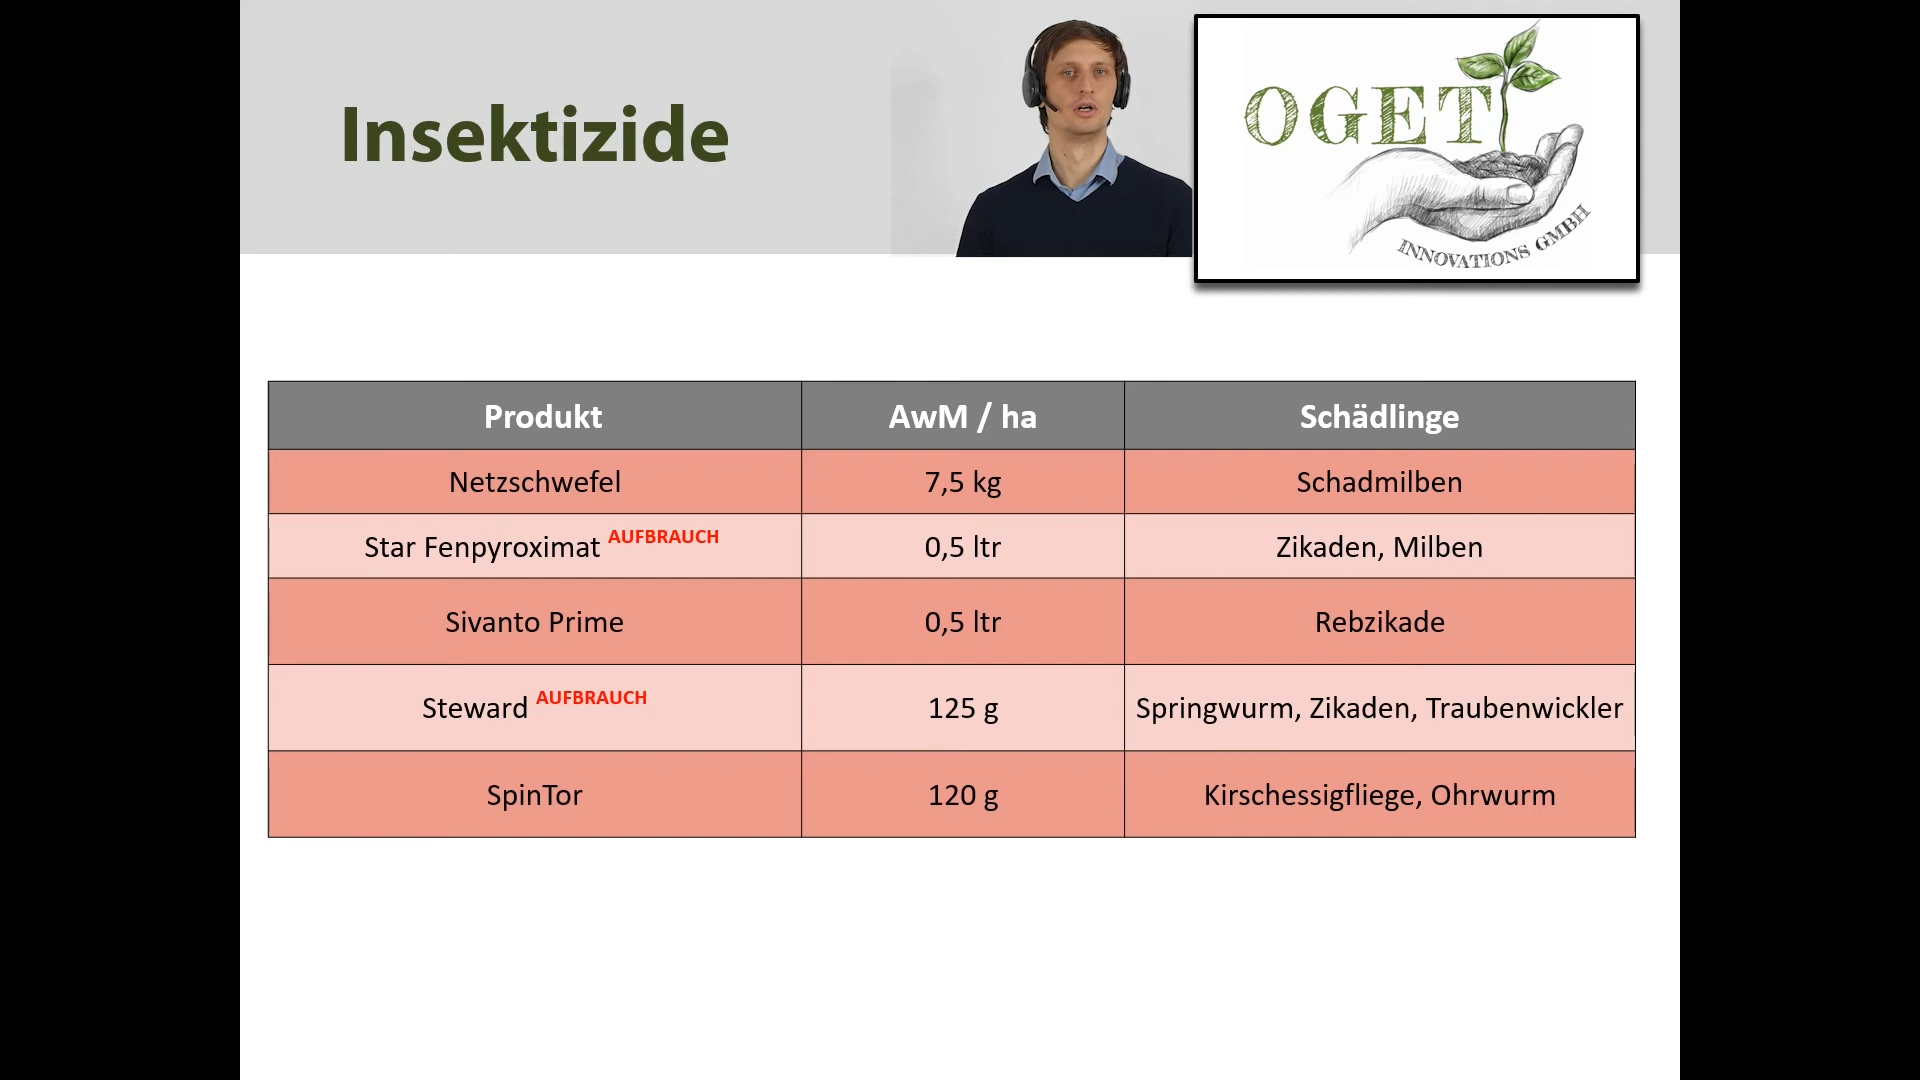 Insektizide
OGET
INNOVATIONS GMBH
Produkt AwM / ha Schädlinge
Netzschwefel 7,5 kg Schadmilben
Star Fenpyroximat AUFBRAUCH 0,5 ltr Zikaden, Milben
Sivanto Prime 0,5 ltr Rebzikade
Steward AUFBRAUCH 125 g Springwurm, Zikaden, Traubenwickler
SpinTor 120 g Kirschessigfliege, Ohrwurm